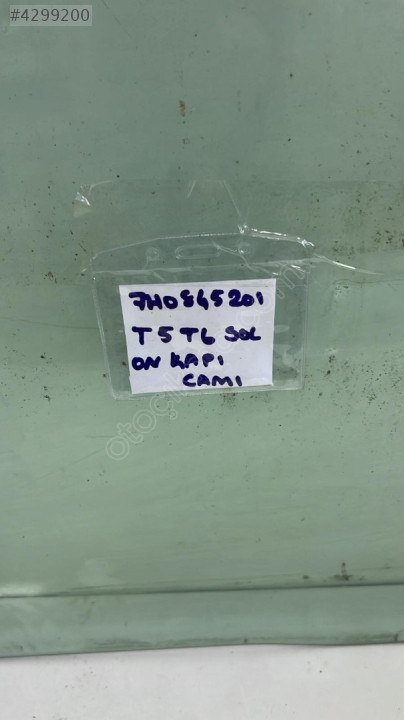 #4299200
7H0845201
T5 T6 SOL
ON KAPI
CAMI